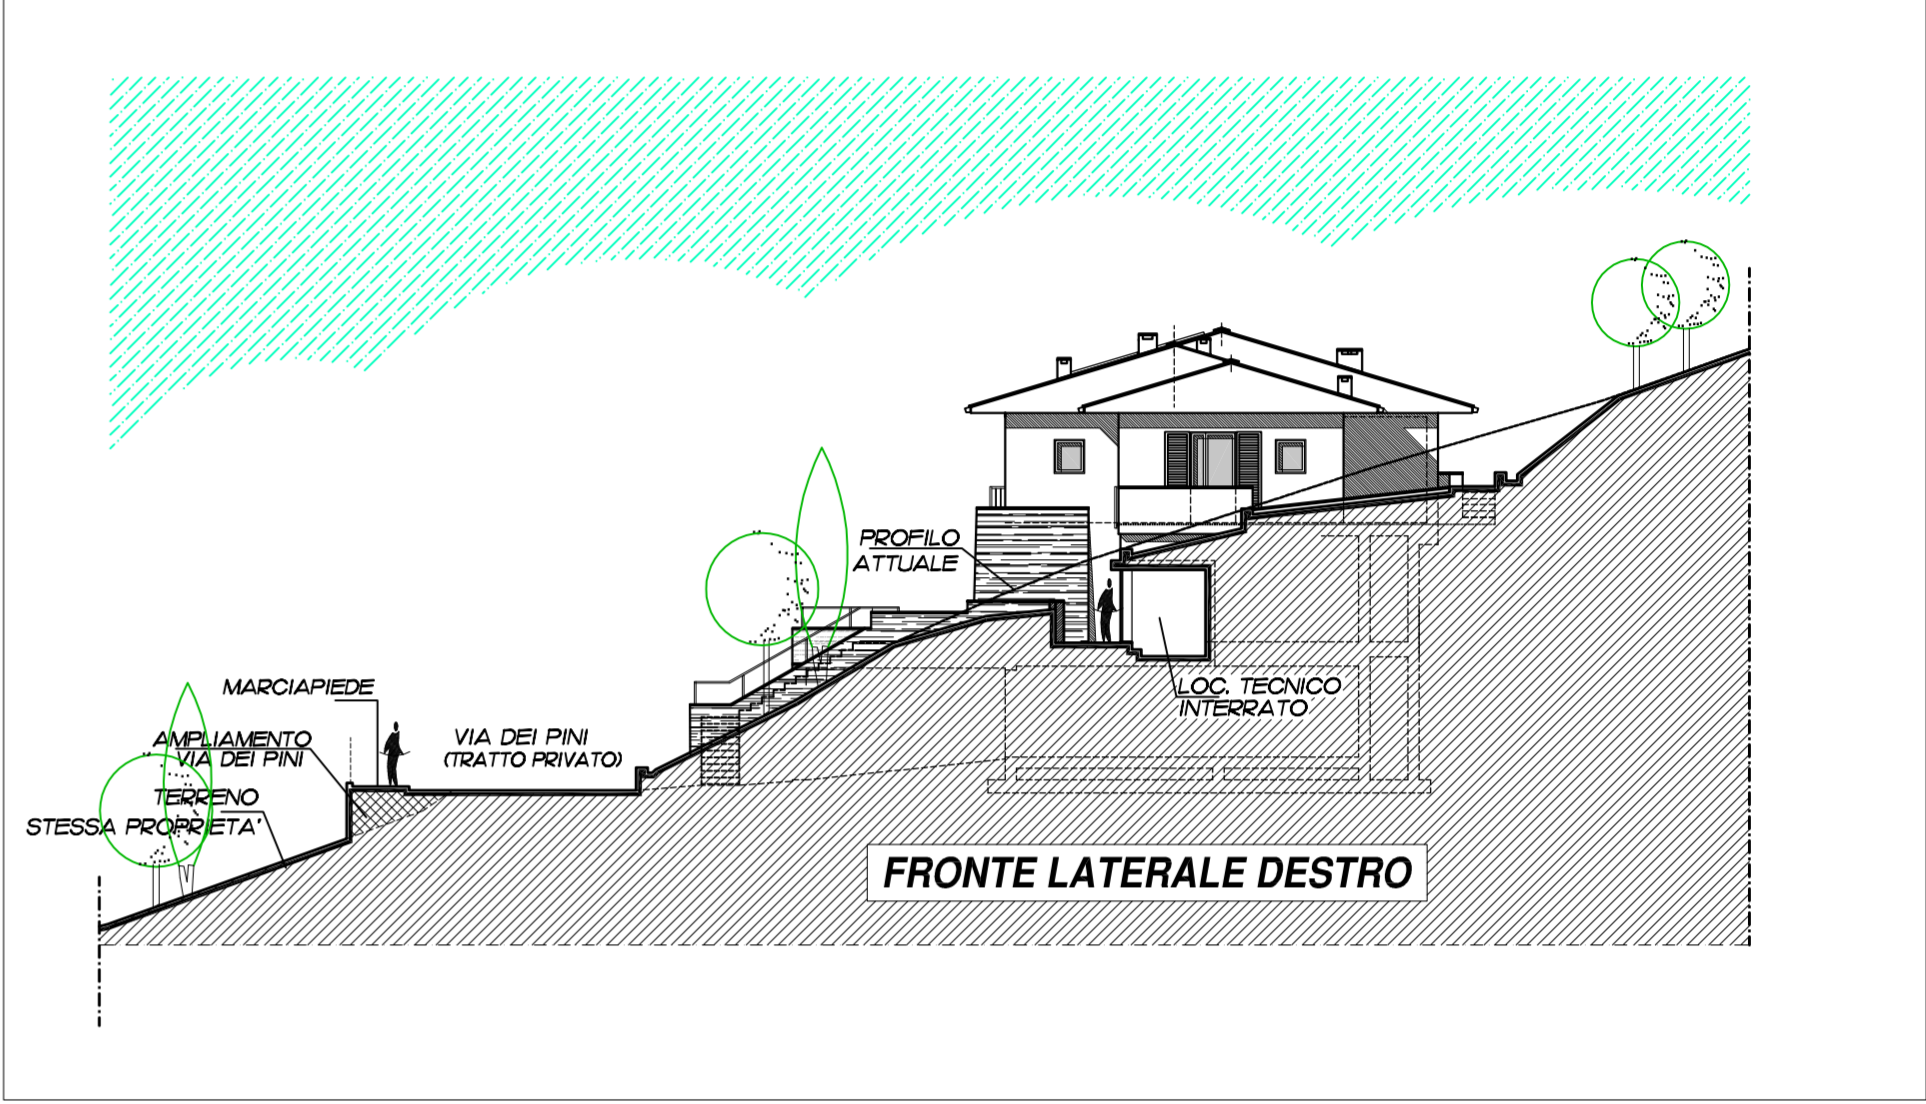 PROFILO
ATTUALE
MARCIAPIEDE
AMPLIAMENTO
VIA DEI PINI
VIA DEI PINI
(TRATTO PRIVATO)
TERRENO
STESSA PROPRIETA'
LOC. TECNICO
INTERRATO
FRONTE LATERALE DESTRO